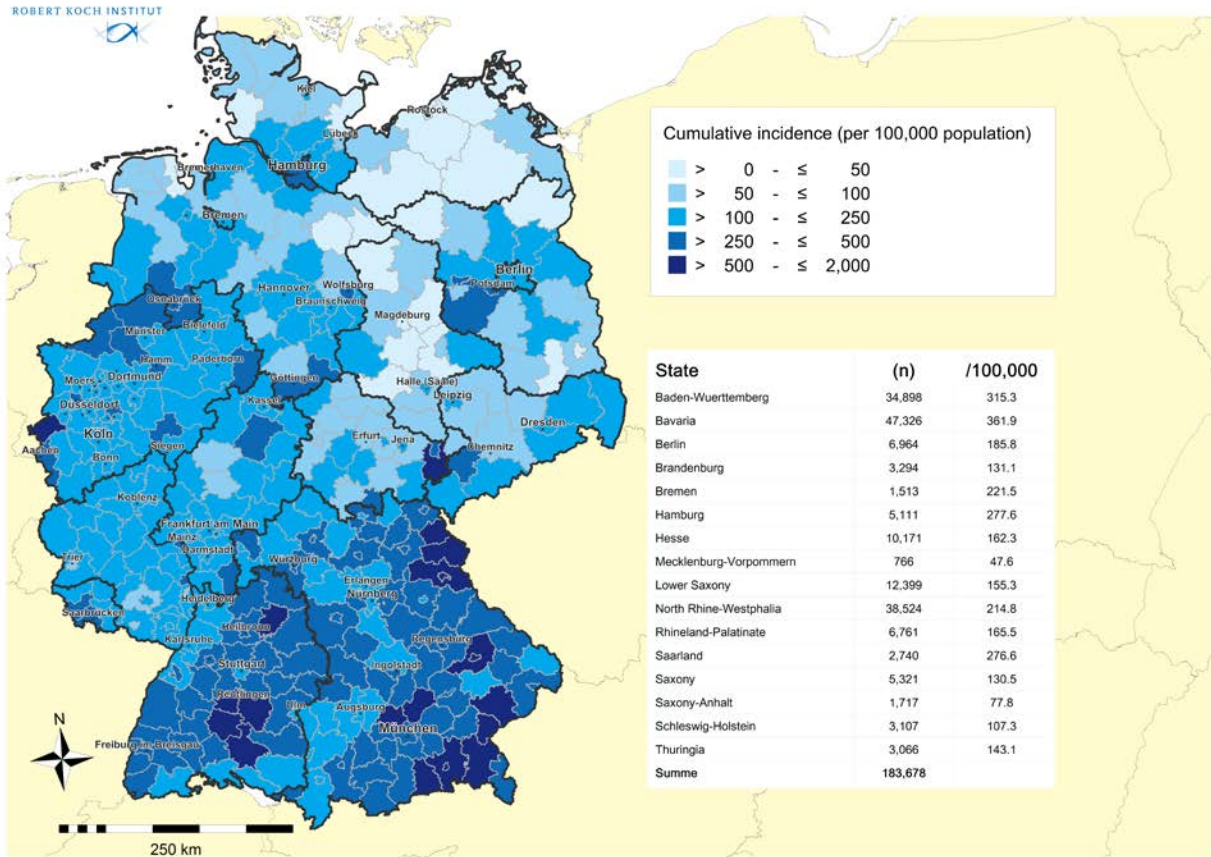 ROBERT KOCH INSTITUT
Kiel
Rostock
Lübeck
Hamburg
Bremerhaven
Bremen
Berlin
Potsdam
Wolfsburg
Hannover
Braunschweig
Osnabrück
Magdeburg
Bielefeld
Münster
Hamm
Paderborn
Göttingen
Halle (Saale)
Moers
Dortmund
Leipzig
Kassel
Düsseldorf
Dresden
Köln
Erfurt
Jena
Chemnitz
Aachen
Siegen
Bonn
Koblenz
Frankfurt am Main
Mainz
Darmstadt
Würzburg
Trier
Erlangen
Nürnberg
Heidelberg
Saarbrücken
Heilbronn
Karlsruhe
Regensburg
Stuttgart
Ingolstadt
Reutlingen
Ulm
Augsburg
München
Freiburg im Breisgau
N
250 km
Cumulative incidence (per 100,000 population)
> 0 - ≤ 50
> 50 - ≤ 100
> 100 - ≤ 250
> 250 - ≤ 500
> 500 - ≤ 2,000
State (n) /100,000
Baden-Wuerttemberg 34,898 315.3
Bavaria 47,326 361.9
Berlin 6,964 185.8
Brandenburg 3,294 131.1
Bremen 1,513 221.5
Hamburg 5,111 277.6
Hesse 10,171 162.3
Mecklenburg-Vorpommern 766 47.6
Lower Saxony 12,399 155.3
North Rhine-Westphalia 38,524 214.8
Rhineland-Palatinate 6,761 165.5
Saarland 2,740 276.6
Saxony 5,321 130.5
Saxony-Anhalt 1,717 77.8
Schleswig-Holstein 3,107 107.3
Thuringia 3,066 143.1
Summe 183,678